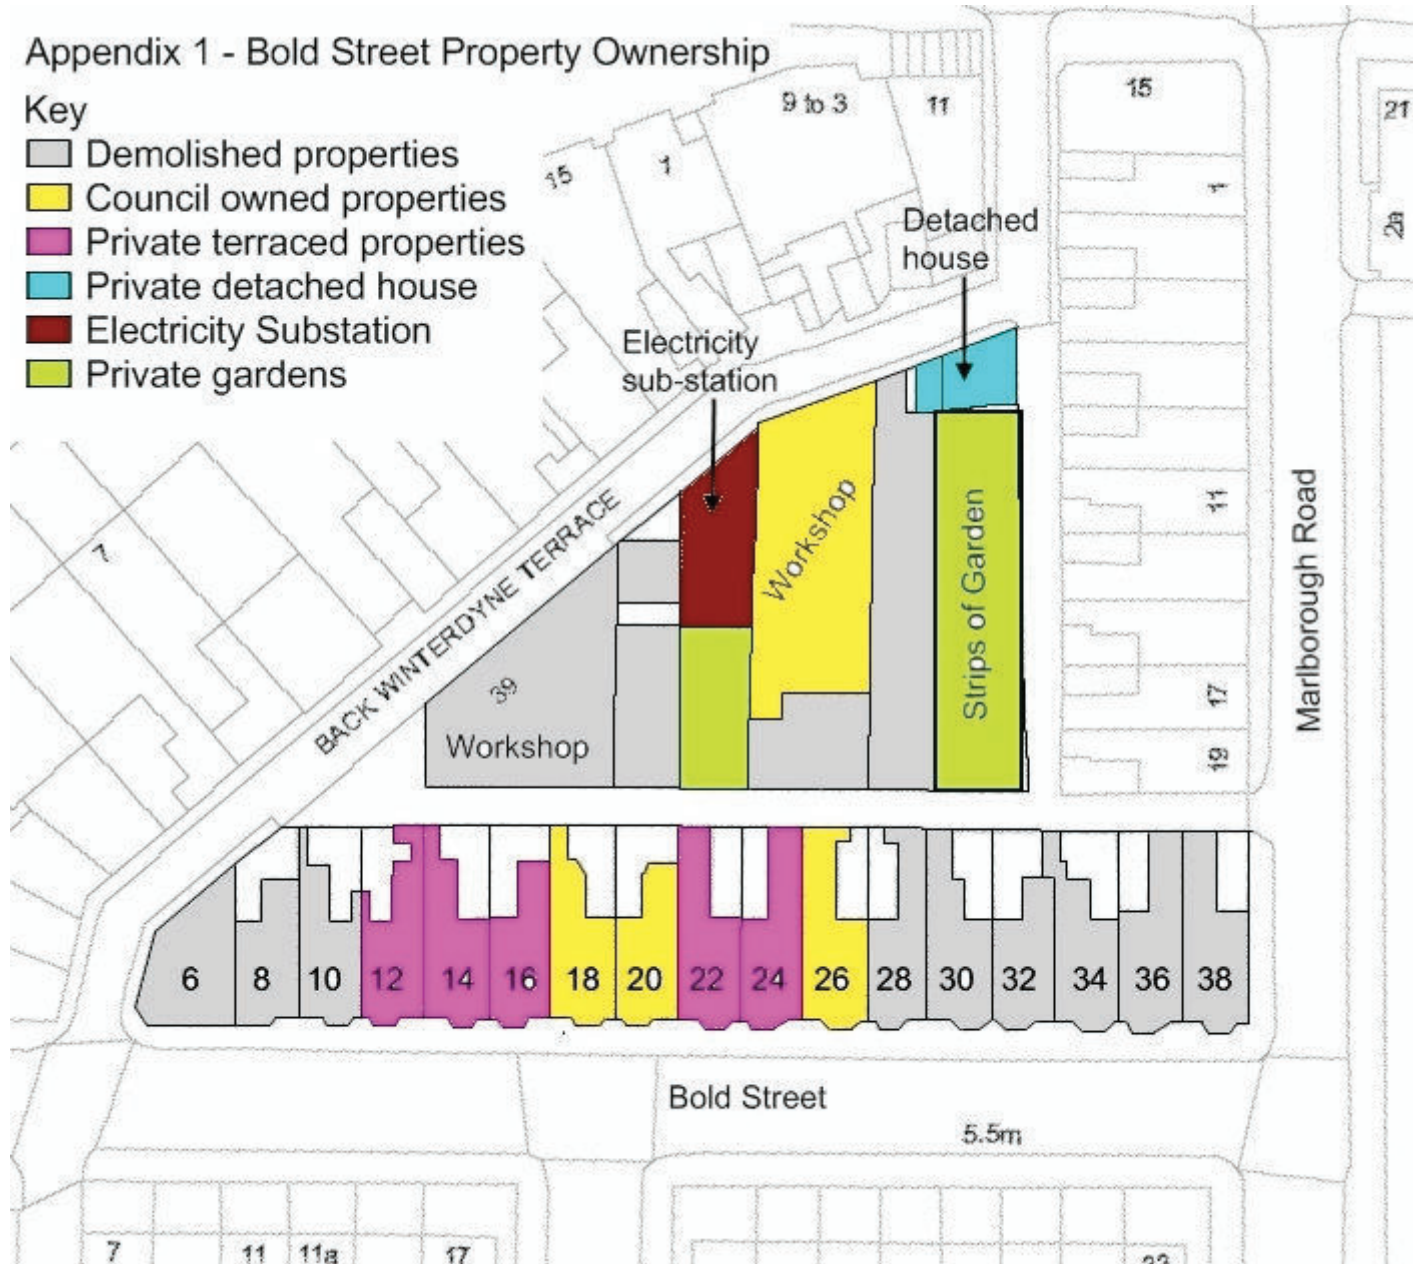 Appendix 1 - Bold Street Property Ownership
Key
Demolished properties
Council owned properties
Private terraced properties
Private detached house
Electricity Substation
Private gardens
15
1
9 to 3
11
15
21
1
2a
Detached
house
Electricity
sub-station
7
BACK WINTERDYNE TERRACE
Workshop
Strips of Garden
11
Marlborough Road
39
Workshop
17
19
6
8
10
12
14
16
18
20
22
24
26
28
30
32
34
36
38
Bold Street
5.5m
7
11
11a
17